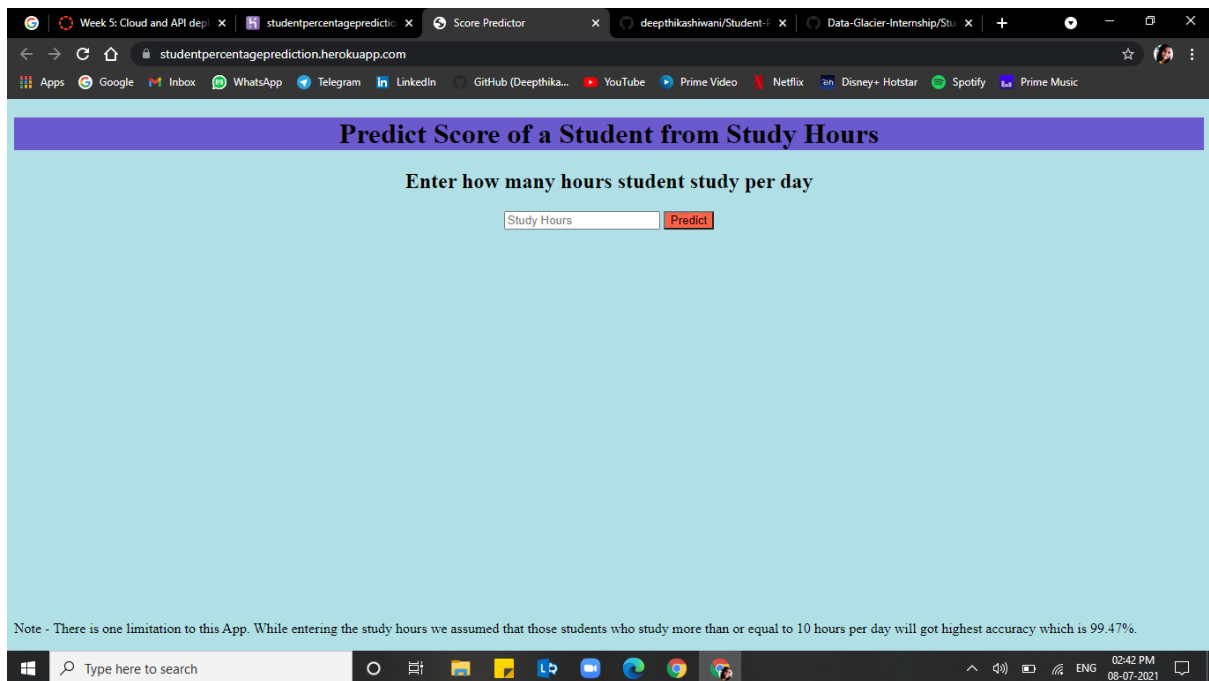 Week 5: Cloud and API depl
studentpercentagepredictio
Score Predictor
deepthikashiwani/Student-P
Data-Glacier-Internship/Stu
studentpercentageprediction.herokuapp.com
Apps Google Inbox WhatsApp Telegram LinkedIn GitHub (Deepthika... YouTube Prime Video Netflix Disney+ Hotstar Spotify Prime Music
Predict Score of a Student from Study Hours
Enter how many hours student study per day
Study Hours Predict
Note - There is one limitation to this App. While entering the study hours we assumed that those students who study more than or equal to 10 hours per day will got highest accuracy which is 99.47%.
Type here to search
ENG
02:42 PM
08-07-2021